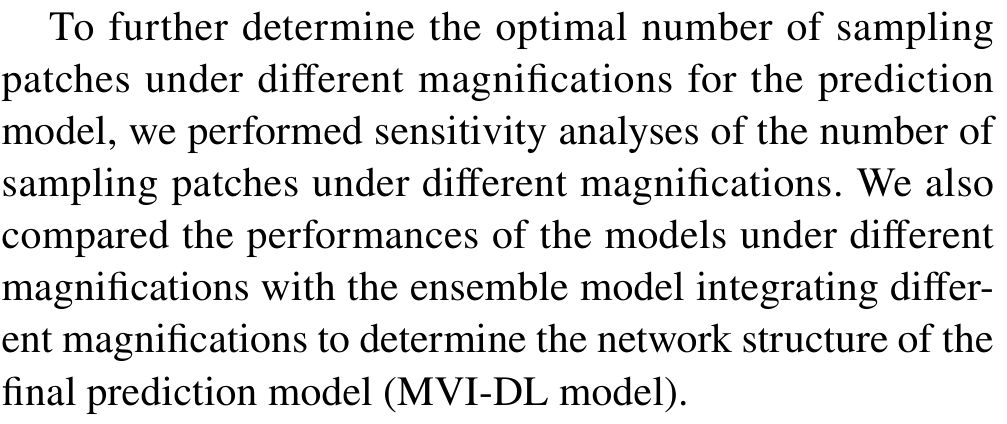 To further determine the optimal number of sampling
patches under different magnifications for the prediction
model, we performed sensitivity analyses of the number of
sampling patches under different magnifications. We also
compared the performances of the models under different
magnifications with the ensemble model integrating differ-
ent magnifications to determine the network structure of the
final prediction model (MVI-DL model).